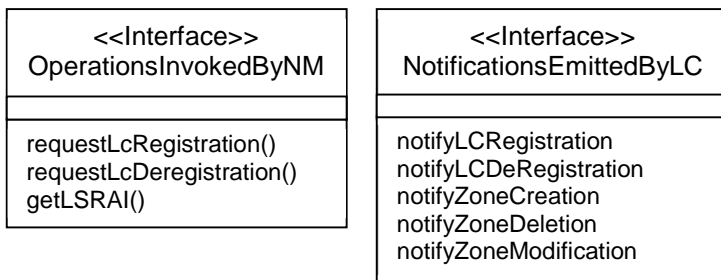 <<Interface>>
OperationsInvokedByNM
requestLcRegistration()
requestLcDeregistration()
getLSRAI()
<<Interface>>
NotificationsEmittedByLC
notifyLCRegistration
notifyLCDeRegistration
notifyZoneCreation
notifyZoneDeletion
notifyZoneModification